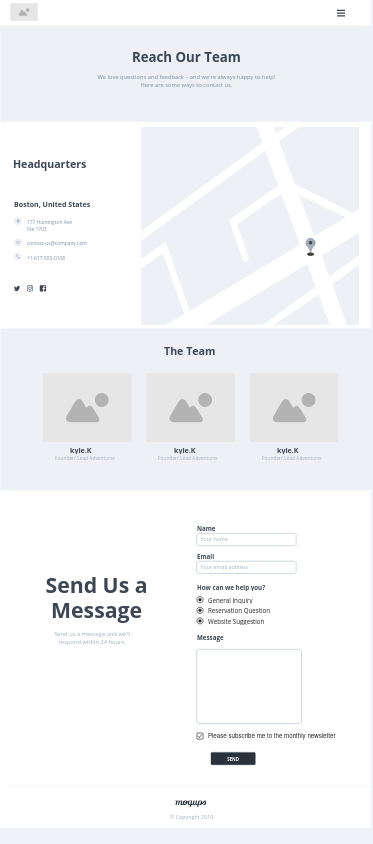 Reach Our Team
We love questions and feedback – and we're always happy to help!
Here are some ways to contact us.
Headquarters
Boston, United States
177 Huntington Ave
Ste 1703
contact-us@company.com
+1-617-555-0108
The Team
kyle.K
Founder/ Lead Adventurer
kyle.K
Founder/ Lead Adventurer
kyle.K
Founder/ Lead Adventurer
Send Us a
Message
Send us a message and we'll
respond within 24 hours.
Name
Your name
Email
Your email address
How can we help you?
General Inquiry
Reservation Question
Website Suggestion
Message
Please subscribe me to the monthly newsletter
SEND
moqups
© Copyright 2019